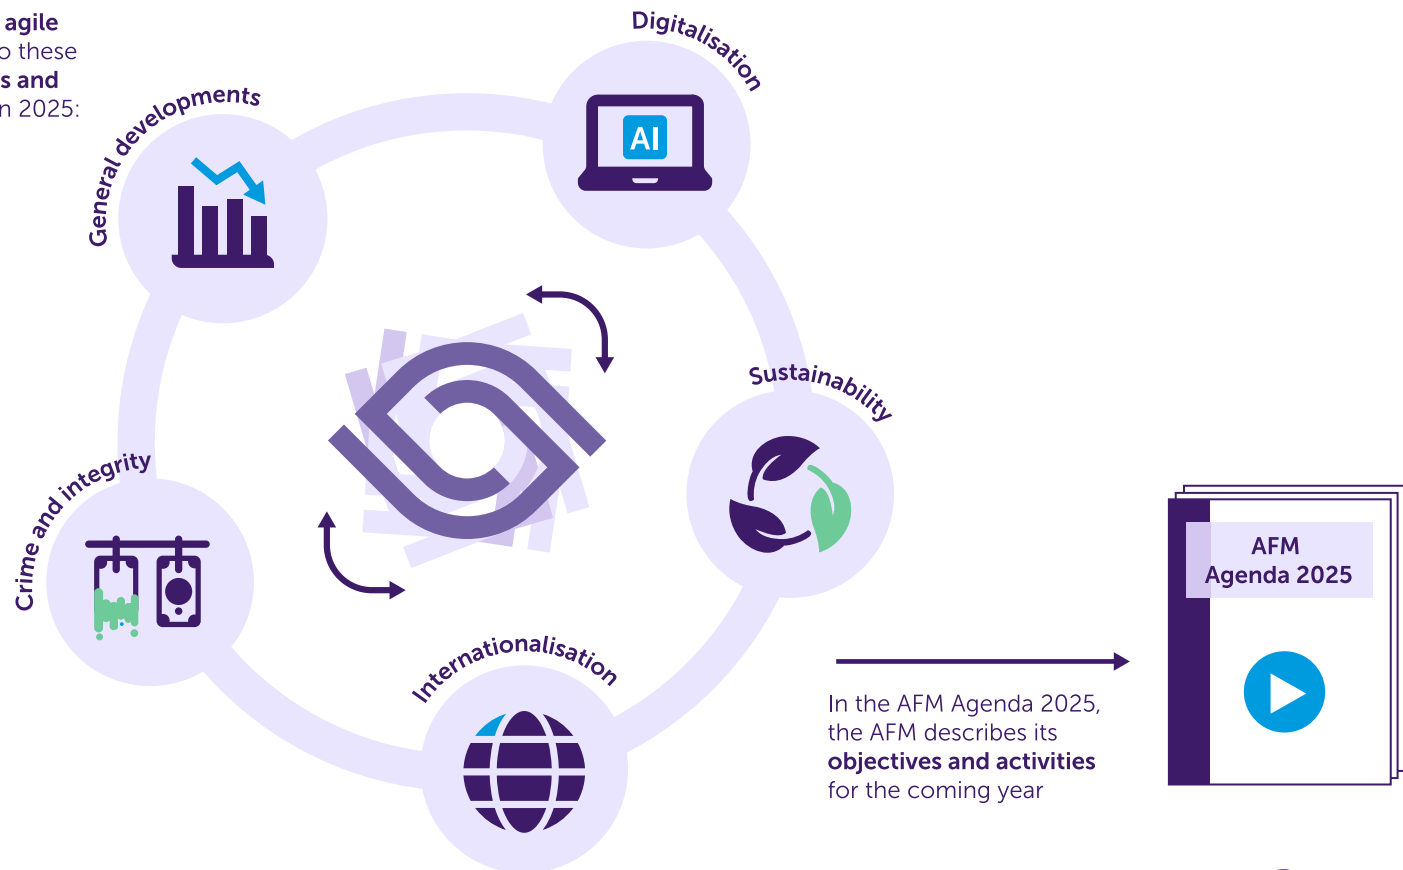 agile
o these
s and
n 2025:
Digitalisation
AI
General developments
Sustainability
Crime and integrity
Internationalisation
In the AFM Agenda 2025,
the AFM describes its
objectives and activities
for the coming year
AFM
Agenda 2025